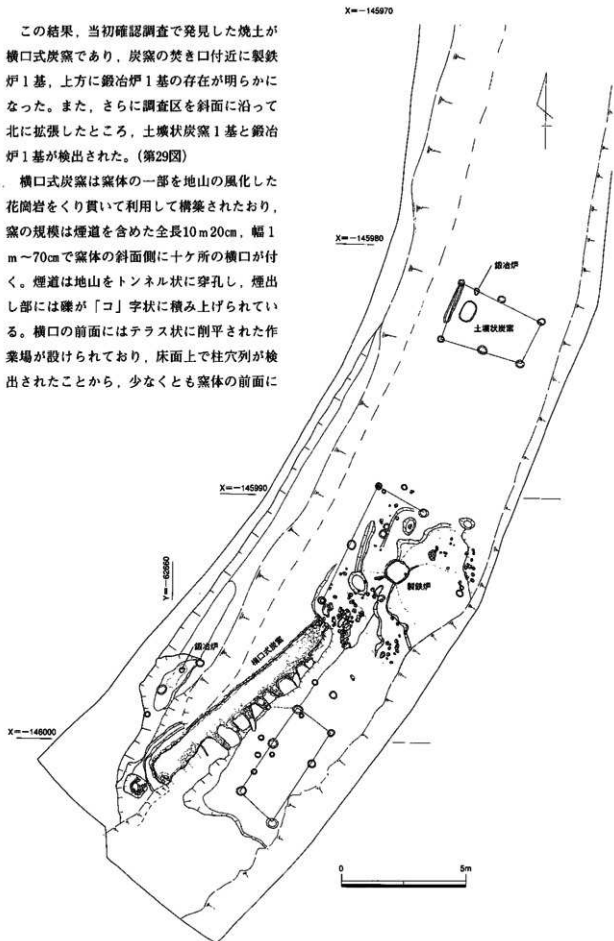 この結果，当初確認調査で発見した焼土が
横口式炭窯であり，炭窯の焚き口付近に製鉄
炉1基，上方に鍛冶炉1基の存在が明らかに
なった。また，さらに調査区を斜面に沿って
北に拡張したところ，土壙状炭窯1基と鍛冶
炉1基が検出された。(第29図)
横口式炭窯は窯体の一部を地山の風化した
花崗岩をくり貫いて利用して構築されたおり，
窯の規模は煙道を含めた全長10m20cm，幅1
m～70cmで窯体の斜面側に十ケ所の横口が付
く。煙道は地山をトンネル状に穿孔し，煙出
し部には礫が「コ」字状に積み上げられてい
る。横口の前面にはテラス状に削平された作
業場が設けられており，床面上で柱穴列が検
出されたことから，少なくとも窯体の前面に
X=-145970
X=-145980
鍛冶炉
土壙状炭窯
X=-145990
Y=-62660
製鉄炉
横口式炭窯
鍛冶炉
X=-146000
0 5m